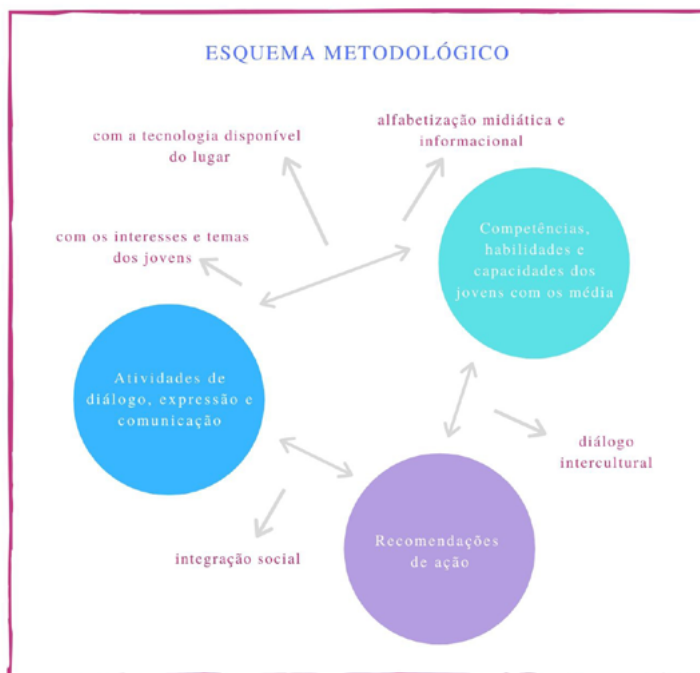 ESQUEMA METODOLÓGICO
com a tecnologia disponível
do lugar
alfabetização midiática e
informacional
com os interesses e temas
dos jovens
Competências,
habilidades e
capacidades dos
jovens com os média
Atividades de
diálogo, expressão e
comunicação
diálogo
intercultural
Recomendações
de ação
integração social